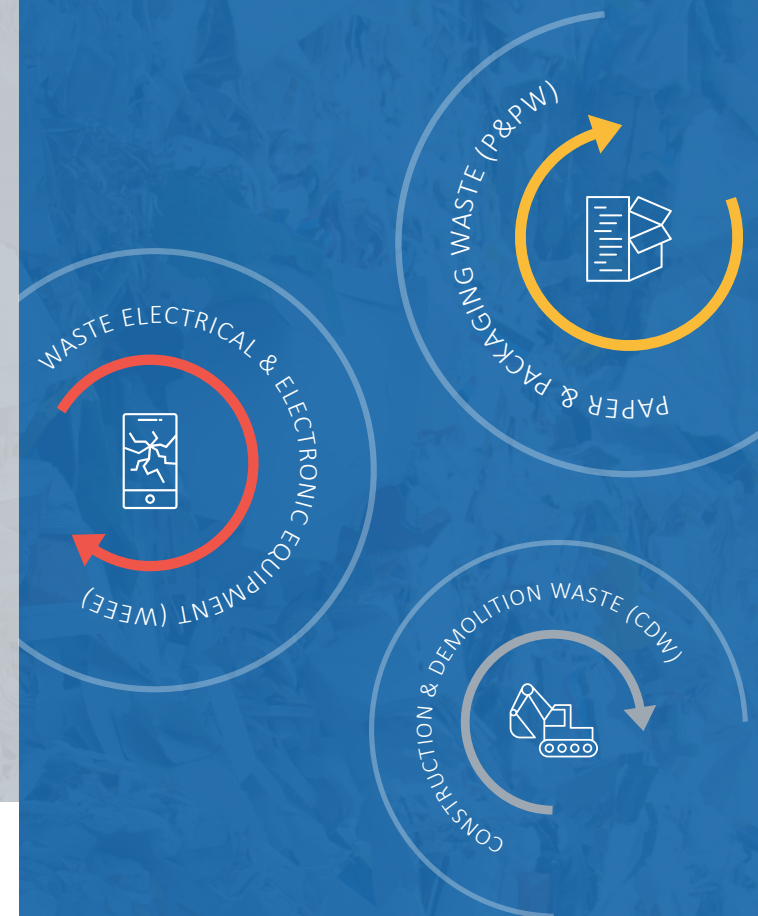 PAPER & PACKAGING WASTE (P&PW)
WASTE ELECTRICAL & ELECTRONIC EQUIPMENT (WEEE)
CONSTRUCTION & DEMOLITION WASTE (CDW)